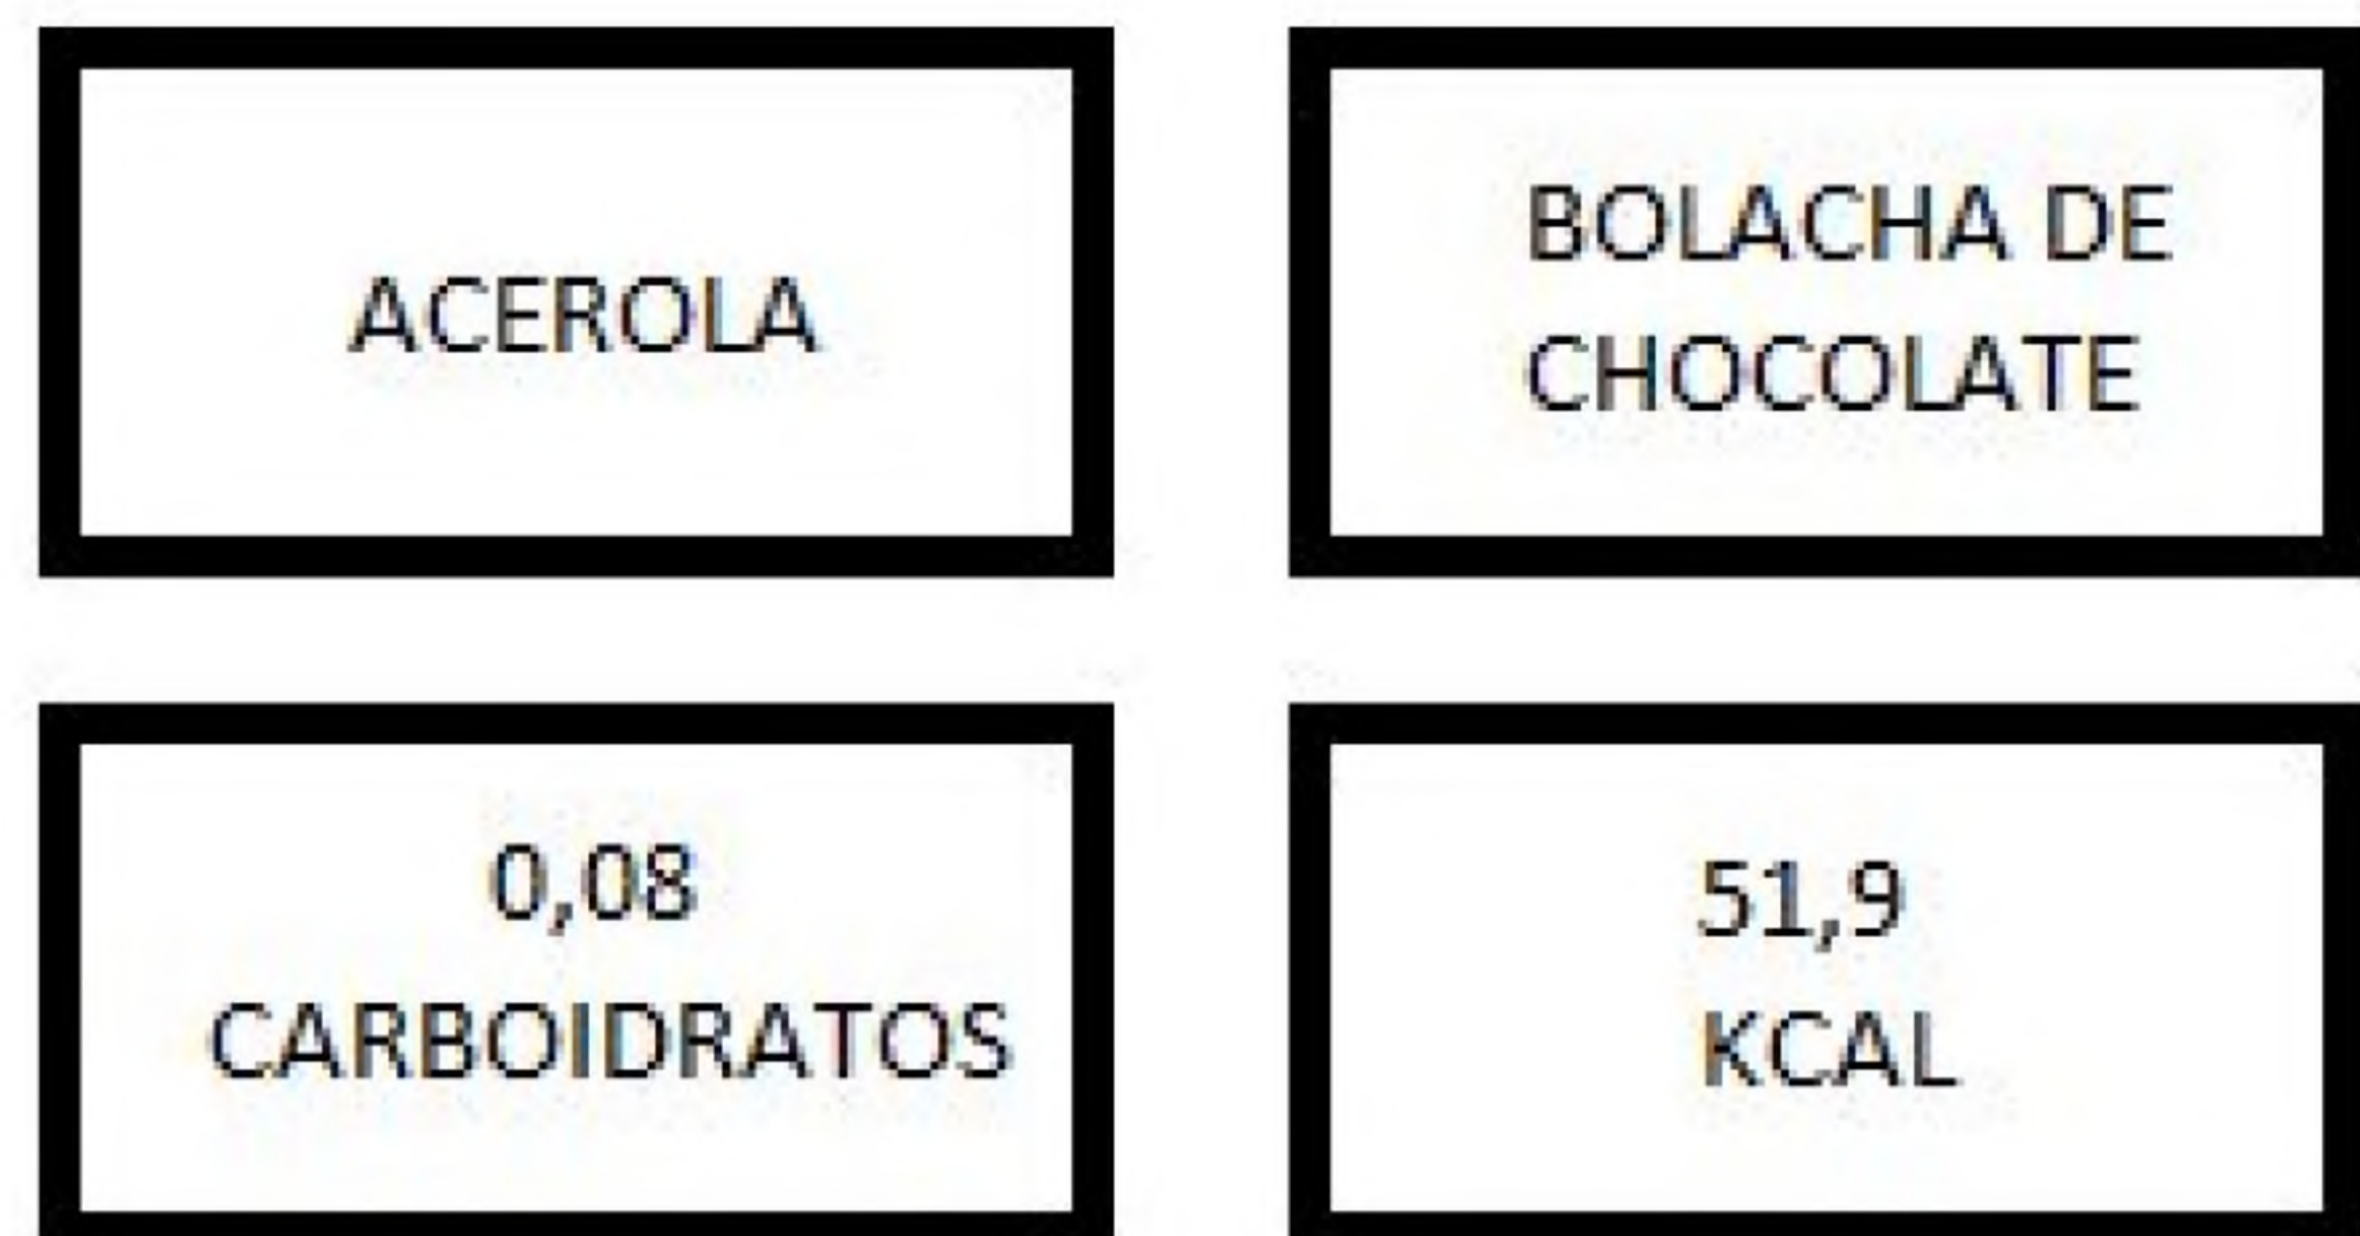 ACEROLA
BOLACHA DE
CHOCOLATE
0,08
CARBOIDRATOS
51,9
KCAL